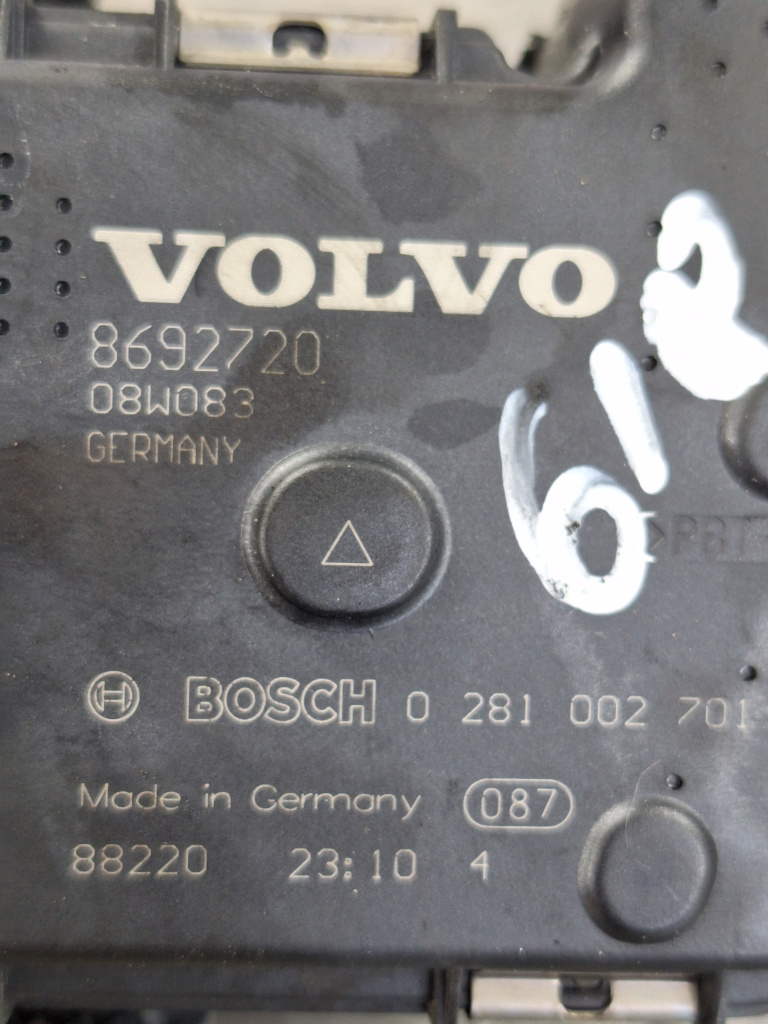 VOLVO
8692720
08W083
GERMANY
BOSCH 0 281 002 701
Made in Germany 087
88220 23:10 4